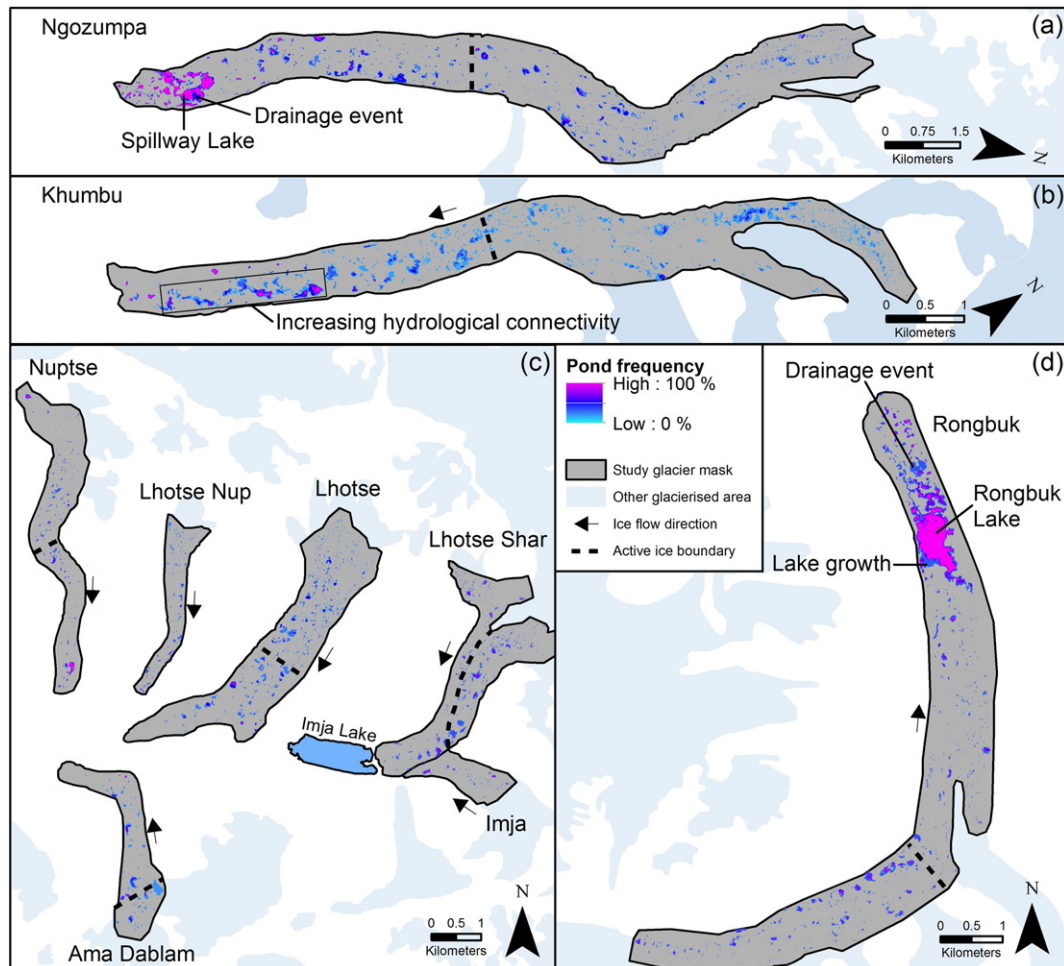 Ngozumpa
(a)
Drainage event
Spillway Lake
0 0.75 1.5
Kilometers
N
Khumbu
(b)
Increasing hydrological connectivity
0 0.5 1
Kilometers
N
(c)
Nuptse
Lhotse Nup
Lhotse
Lhotse Shar
Imja Lake
Imja
Ama Dablam
N
0 0.5 1
Kilometers
Pond frequency
High : 100 %
Low : 0 %
Study glacier mask
Other glacierised area
Ice flow direction
Active ice boundary
(d)
Drainage event
Rongbuk
Rongbuk
Lake
Lake growth
N
0 0.5 1
Kilometers